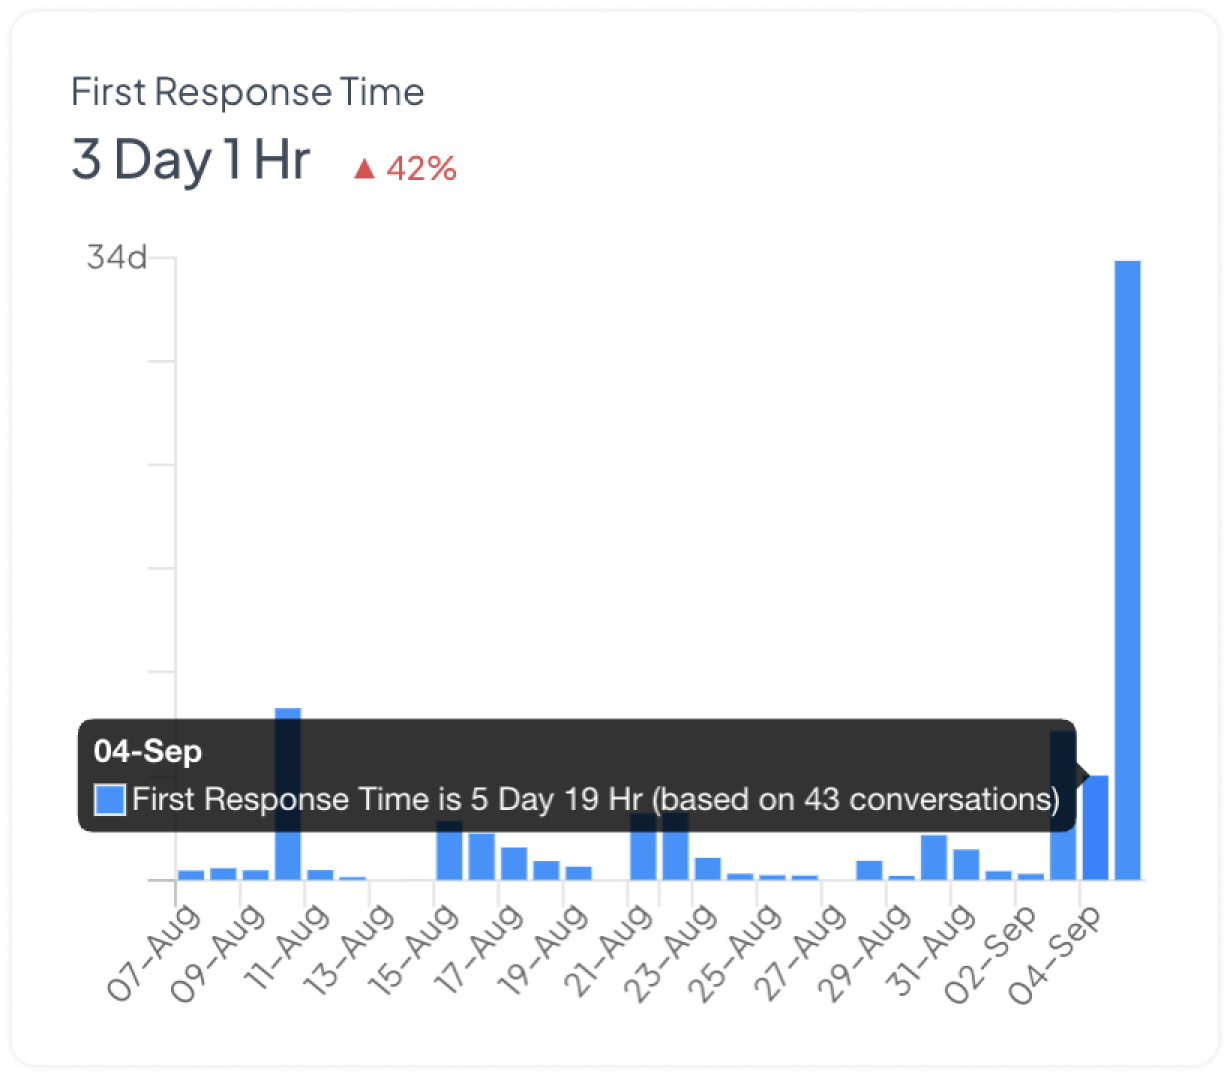 First Response Time
3 Day 1 Hr ▲ 42%
34d
04-Sep
First Response Time is 5 Day 19 Hr (based on 43 conversations)
07-Aug
09-Aug
11-Aug
13-Aug
15-Aug
17-Aug
19-Aug
21-Aug
23-Aug
25-Aug
27-Aug
29-Aug
31-Aug
02-Sep
04-Sep